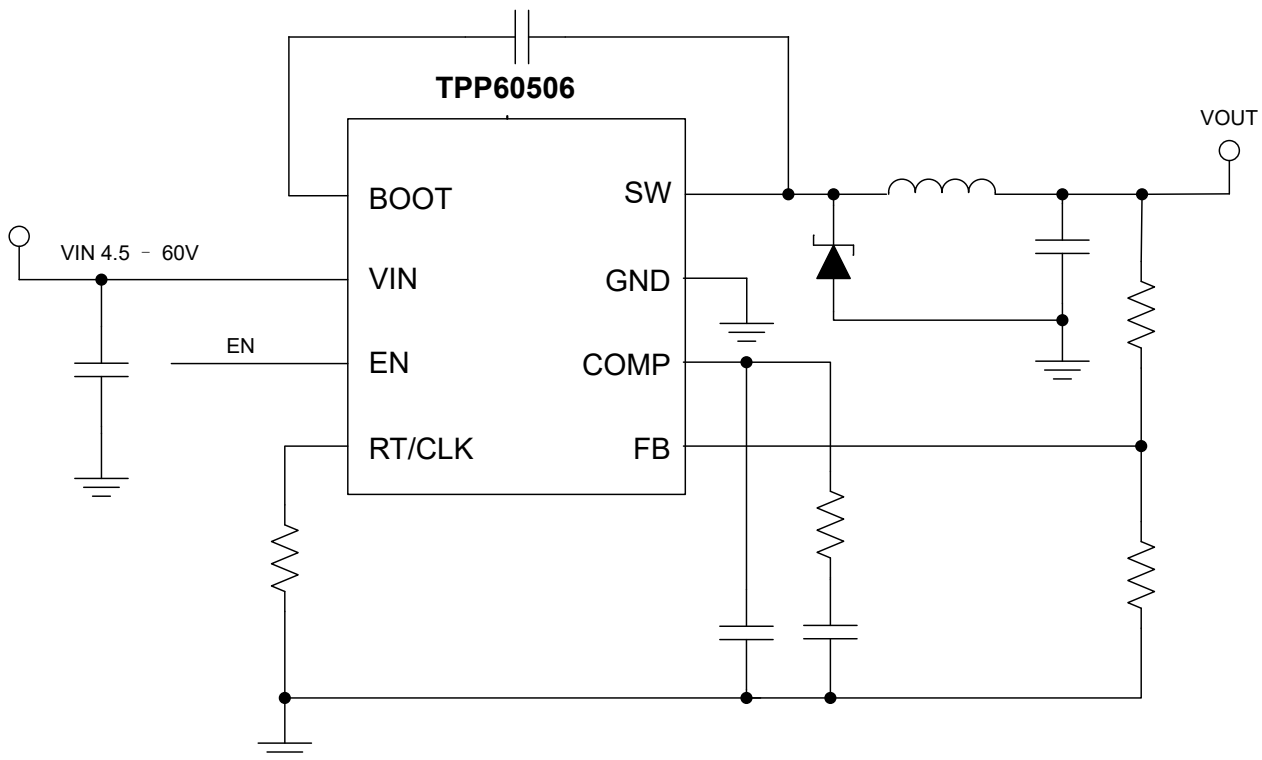 TPP60506
VOUT
BOOT
SW
VIN 4.5 – 60V
VIN
GND
EN
EN
COMP
RT/CLK
FB